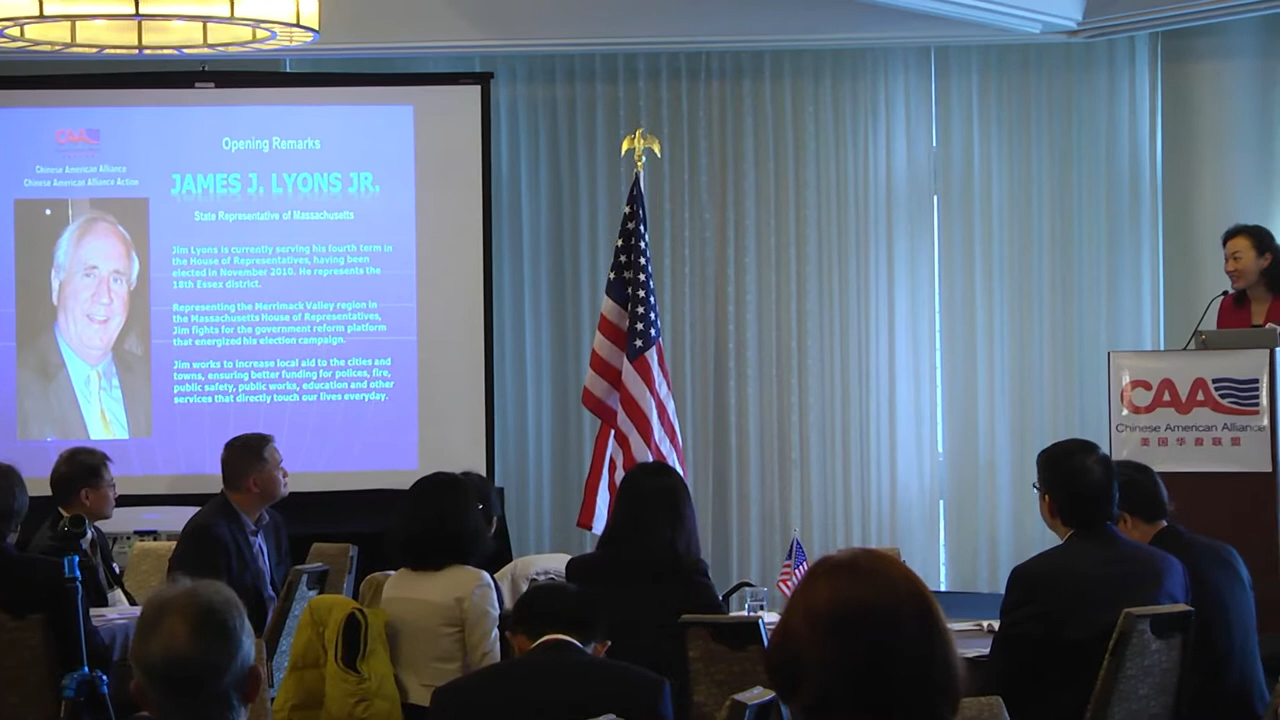 CAA
Chinese American Alliance
Chinese American Alliance Action
Opening Remarks
JAMES J. LYONS JR.
State Representative of Massachusetts
Jim Lyons is currently serving his fourth term in
the House of Representatives, having been
elected in November 2010. He represents the
18th Essex district.
Representing the Merrimack Valley region in
the Massachusetts House of Representatives,
Jim fights for the government reform platform
that energized his election campaign.
Jim works to increase local aid to the cities and
towns, ensuring better funding for polices, fire,
public safety, public works, education and other
services that directly touch our lives everyday.
CAA
Chinese American Alliance
美国华裔联盟